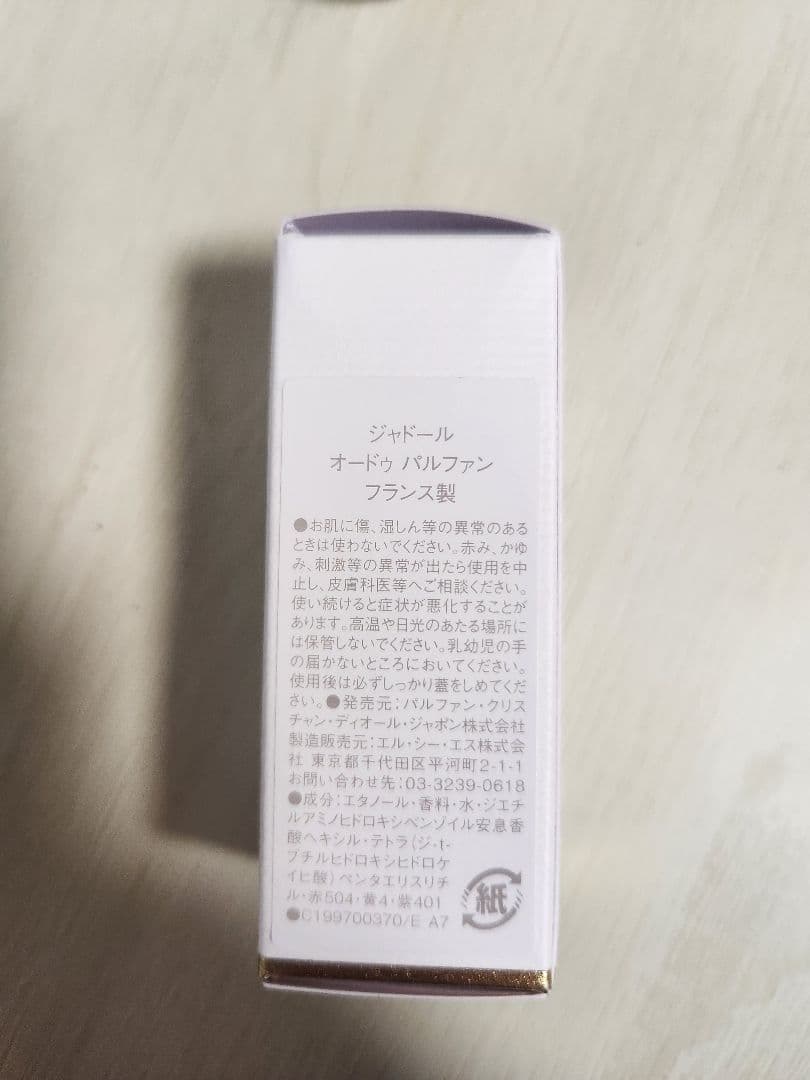 ジャドール
オードゥ パルファン
フランス製
●お肌に傷、湿しん等の異常のある
ときは使わないでください。赤み、かゆ
み、刺激等の異常が出たら使用を中
止し、皮膚科医等へご相談ください。
使い続けると症状が悪化することが
あります。高温や日光のあたる場所に
は保管しないでください。乳幼児の手
の届かないところにおいてください。
使用後は必ずしっかり蓋をしめてくだ
さい。●発売元：パルファン・クリス
チャン・ディオール・ジャポン株式会社
製造販売元：エル・シー・エス株式会
社 東京都千代田区平河町2-1-1
お問い合わせ先：03-3239-0618
●成分：エタノール・香料・水・ジエチ
ルアミノヒドロキシベンゾイル安息香
酸ヘキシル・テトラ（ジ-t-
ブチルヒドロキシヒドロケ
イヒ酸）ペンタエリスリチ
ル・赤504・黄4・紫401
●C199700370/E A7
紙